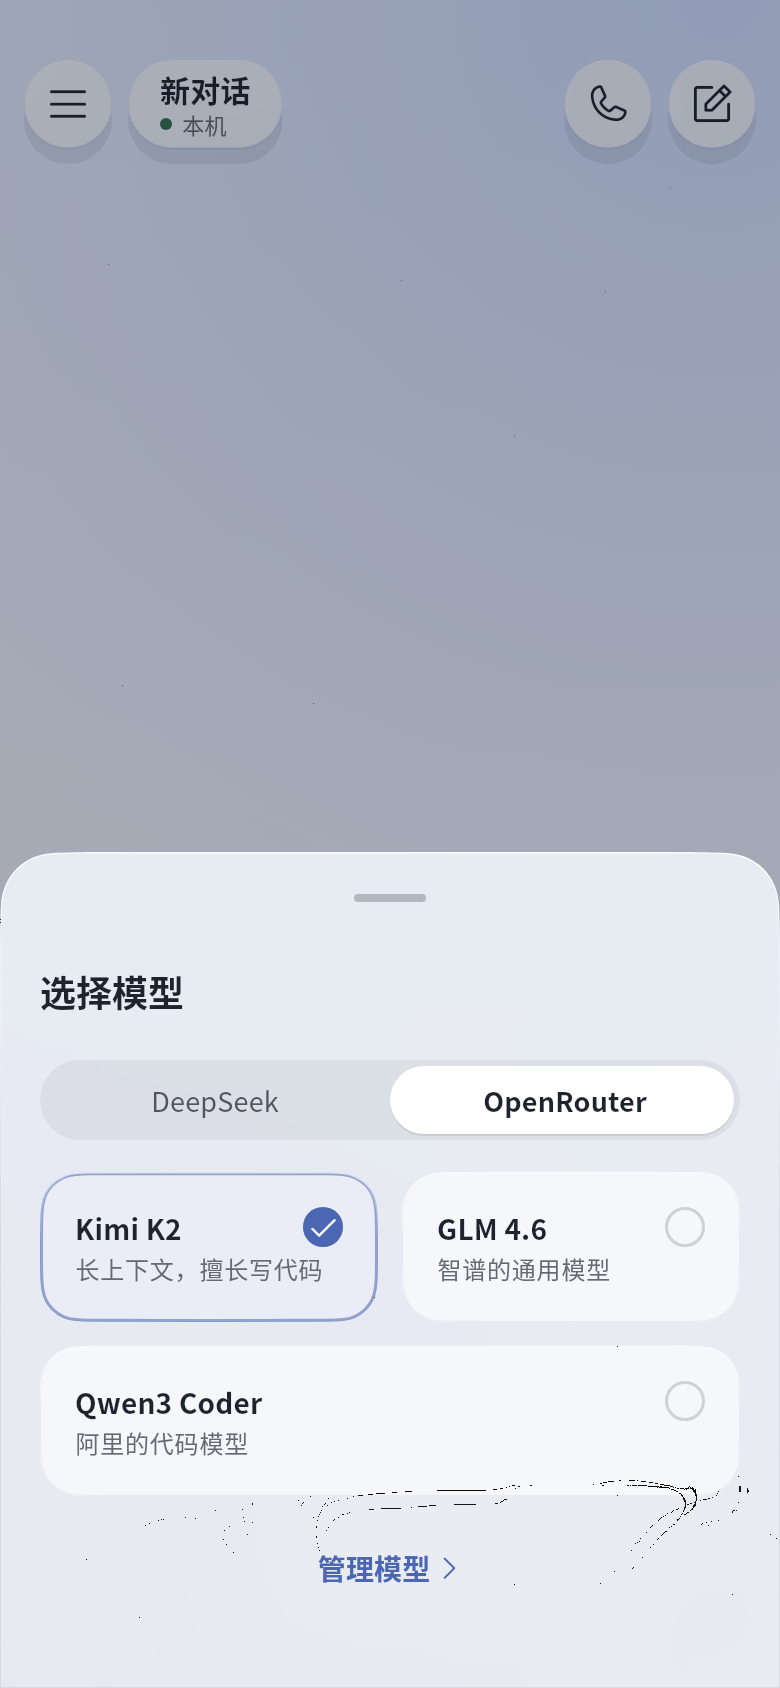 新对话
本机
选择模型
DeepSeek
OpenRouter
Kimi K2
长上下文，擅长写代码
GLM 4.6
智谱的通用模型
Qwen3 Coder
阿里的代码模型
管理模型